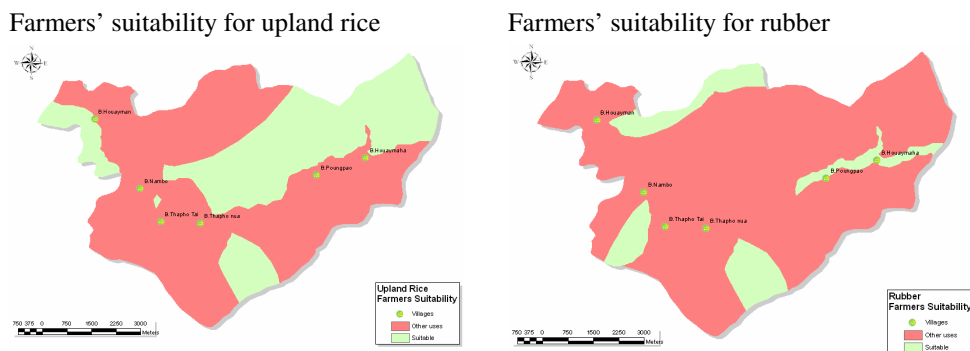 Farmers' suitability for upland rice
N
W E
S
B.Houayman
B.Houaymaha
B.Poungpao
B.Nambo
B.Thapho Tai
B.Thapho nua
Upland Rice
Farmers Suitability
Villages
Other uses
Suitable
750 375 0 750 1500 2250 3000
Meters
Farmers' suitability for rubber
N
W E
S
B.Houayman
B.Houaymaha
B.Poungpao
B.Nambo
B.Thapho Tai
B.Thapho nua
Rubber
Farmers Suitability
Villages
Other uses
Suitable
750 375 0 750 1500 2250 3000
Meters